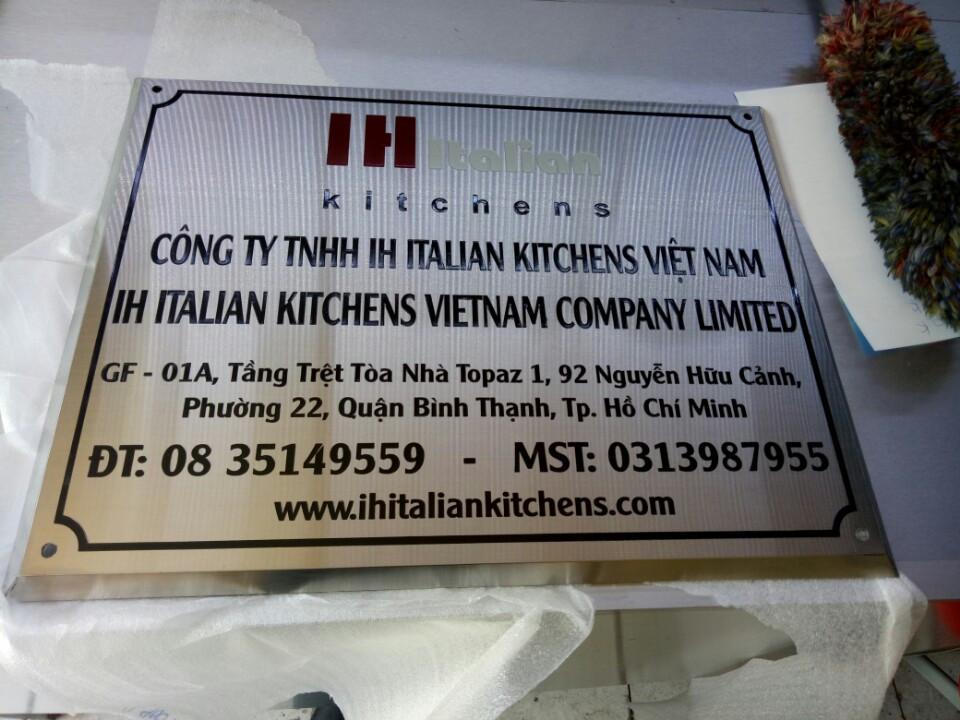 IH Italian
kitchens
CÔNG TY TNHH IH ITALIAN KITCHENS VIỆT NAM
IH ITALIAN KITCHENS VIETNAM COMPANY LIMITED
GF - 01A, Tầng Trệt Tòa Nhà Topaz 1, 92 Nguyễn Hữu Cảnh,
Phường 22, Quận Bình Thạnh, Tp. Hồ Chí Minh
ĐT: 08 35149559 - MST: 0313987955
www.ihitaliankitchens.com